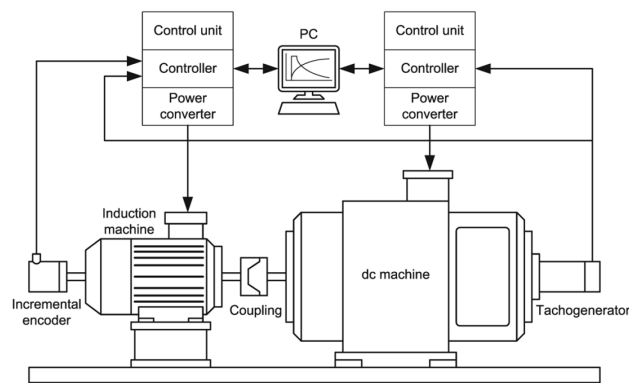 Control unit
PC
Control unit
Controller
Controller
Power
converter
Power
converter
Induction
machine
dc machine
Incremental
encoder
Coupling
Tachogenerator